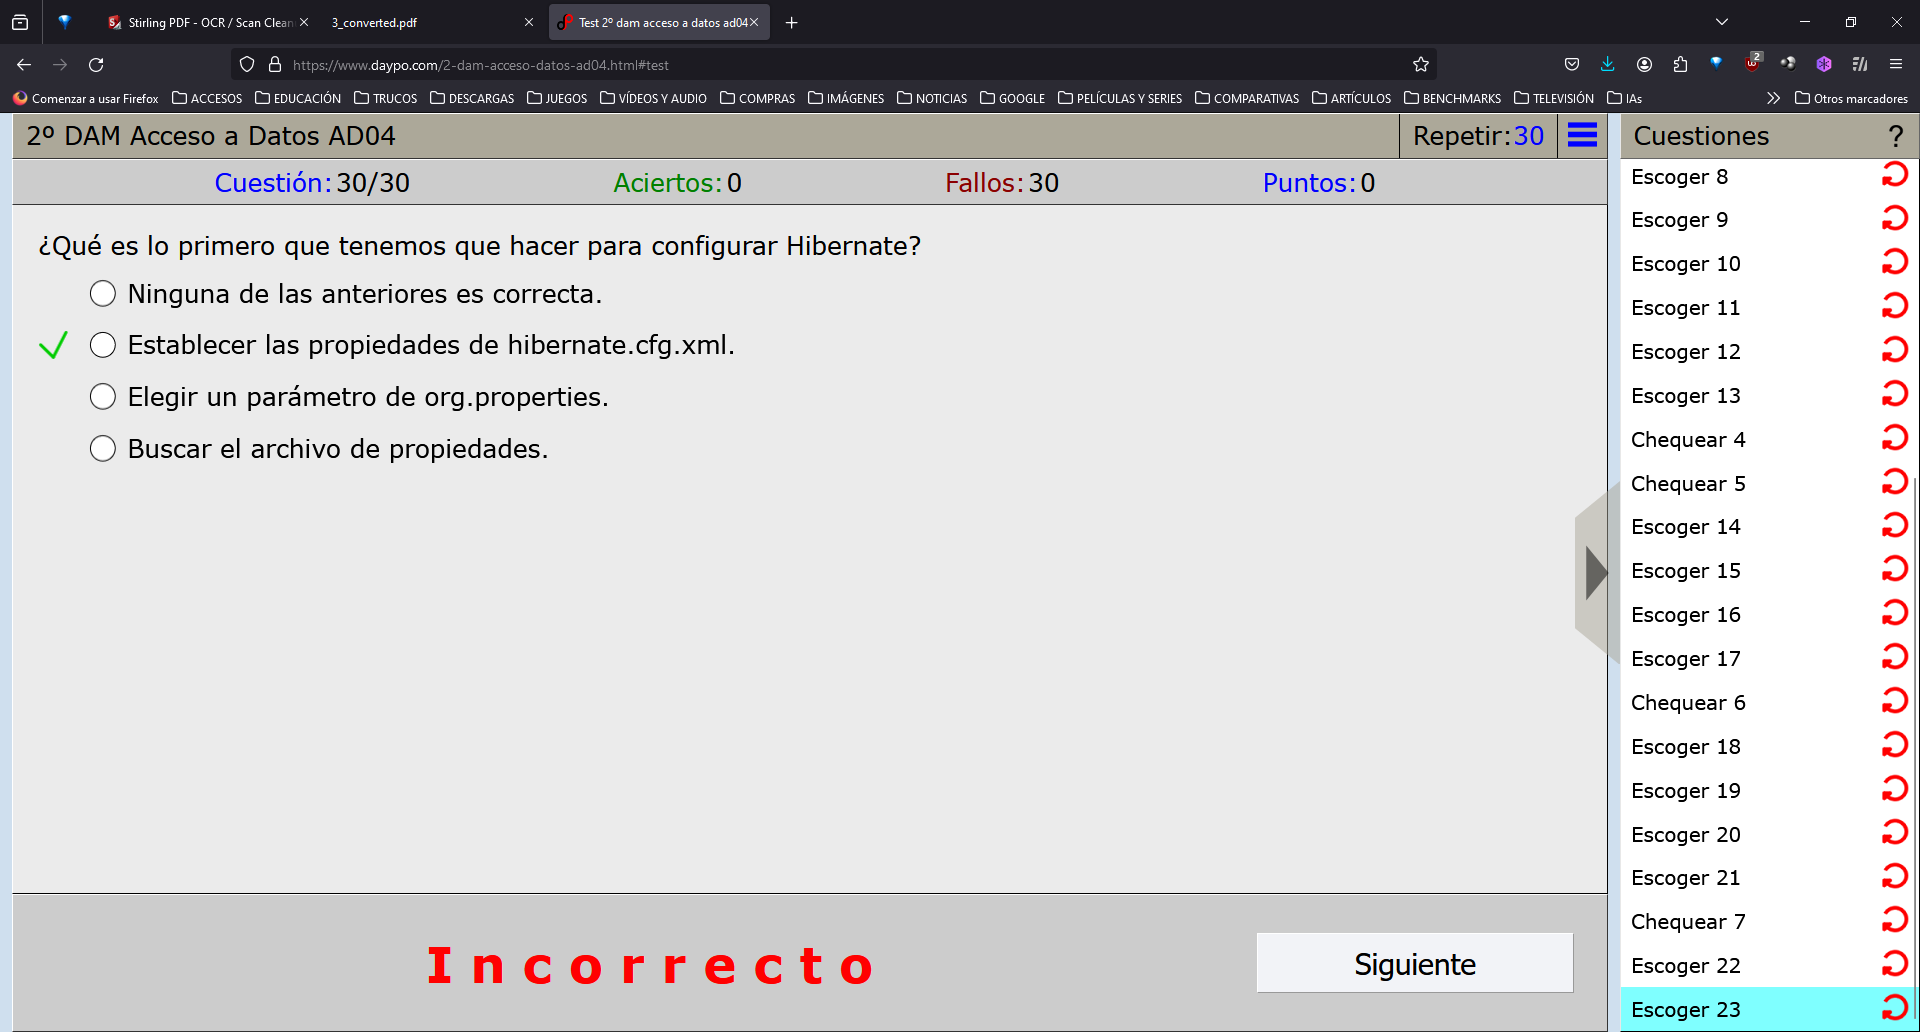 Stirling PDF - OCR / Scan Clean
3_converted.pdf
Test 2º dam acceso a datos ad04
https://www.daypo.com/2-dam-acceso-datos-ad04.html#test
2
Comenzar a usar Firefox
ACCESOS
EDUCACIÓN
TRUCOS
DESCARGAS
JUEGOS
VÍDEOS Y AUDIO
COMPRAS
IMÁGENES
NOTICIAS
GOOGLE
PELÍCULAS Y SERIES
COMPARATIVAS
ARTÍCULOS
BENCHMARKS
TELEVISIÓN
IAs
Otros marcadores
2º DAM Acceso a Datos AD04
Repetir:30
Cuestiones
?
Cuestión:30/30
Aciertos:0
Fallos:30
Puntos:0
¿Qué es lo primero que tenemos que hacer para configurar Hibernate?
Ninguna de las anteriores es correcta.
Establecer las propiedades de hibernate.cfg.xml.
Elegir un parámetro de org.properties.
Buscar el archivo de propiedades.
Incorrecto
Siguiente
Escoger 8
Escoger 9
Escoger 10
Escoger 11
Escoger 12
Escoger 13
Chequear 4
Chequear 5
Escoger 14
Escoger 15
Escoger 16
Escoger 17
Chequear 6
Escoger 18
Escoger 19
Escoger 20
Escoger 21
Chequear 7
Escoger 22
Escoger 23